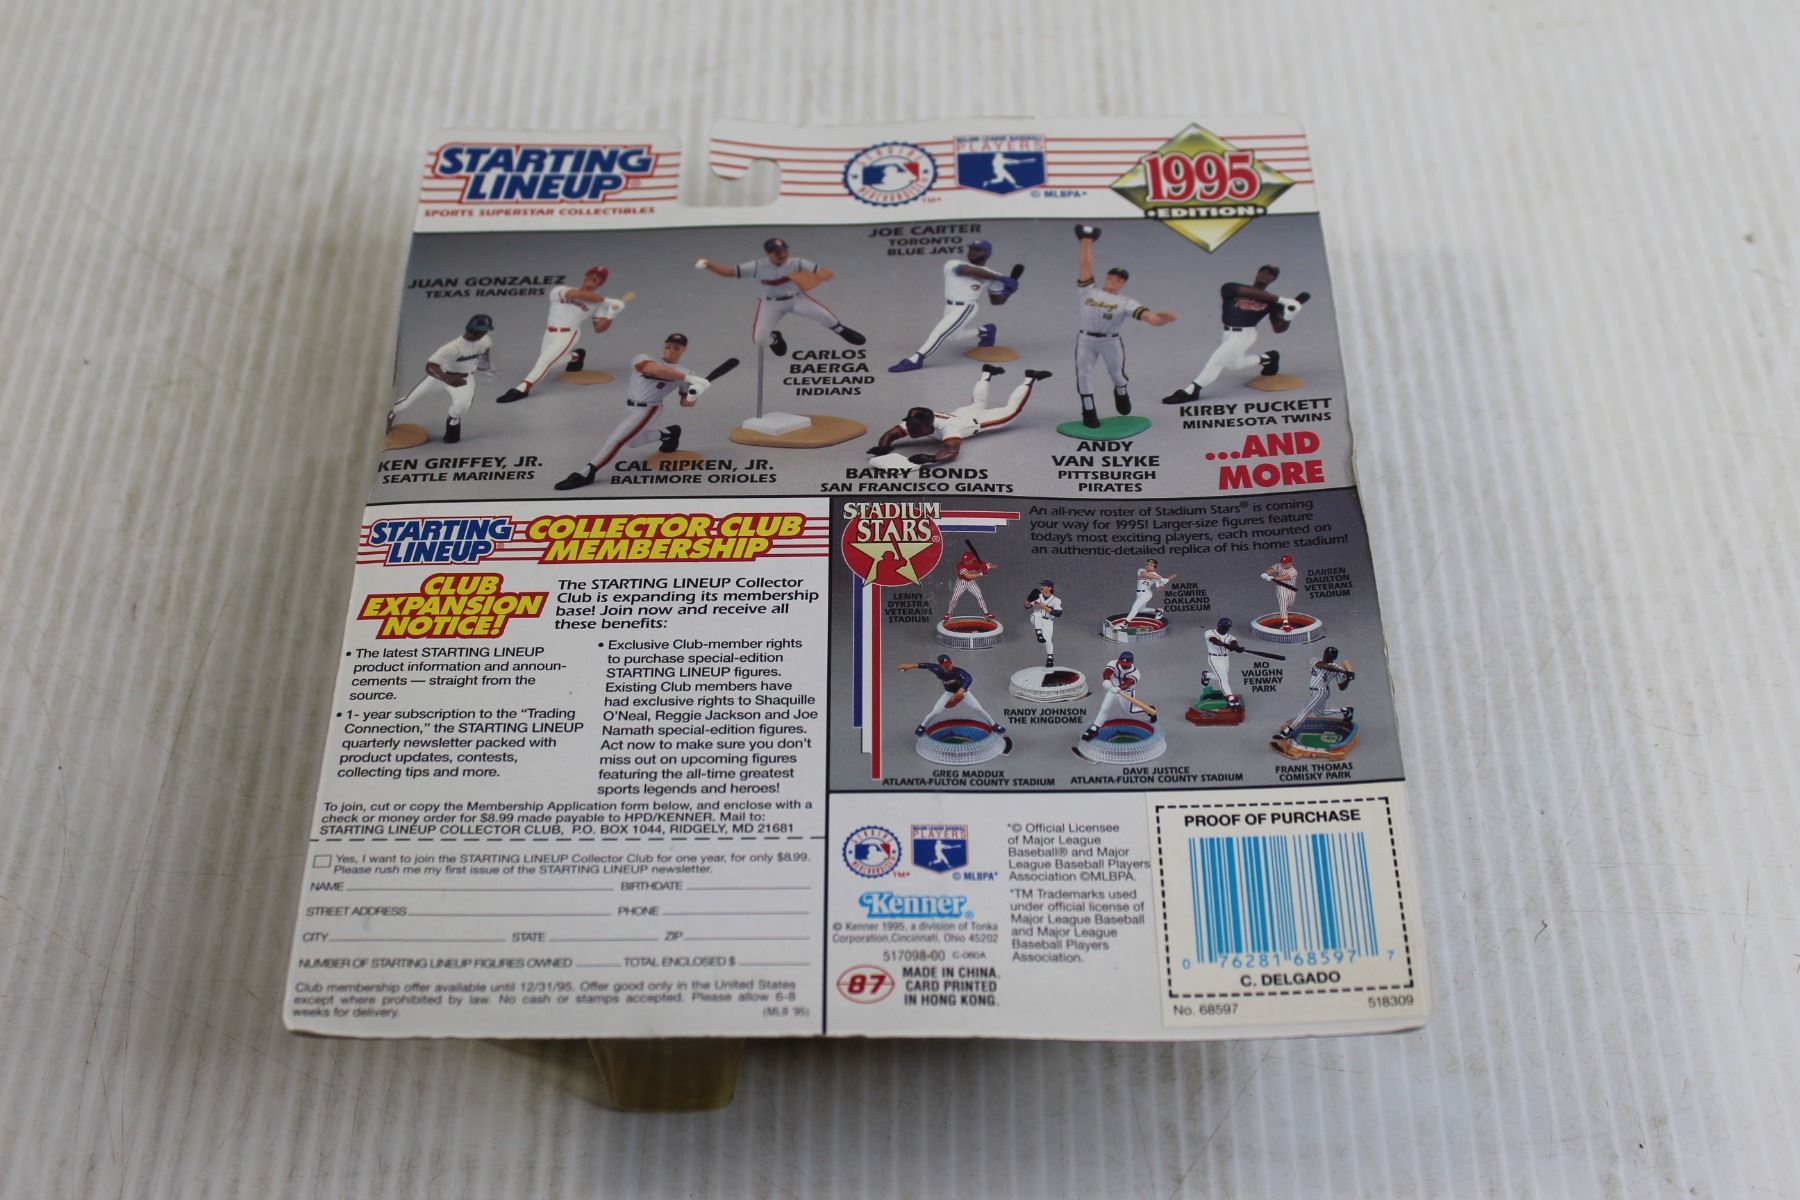 STARTING
LINEUP®
SPORTS SUPERSTAR COLLECTIBLES
GENUINE
MERCHANDISE
TM*
MAJOR LEAGUE BASEBALL
PLAYERS
© MLBPA*
1995
EDITION
JUAN GONZALEZ
TEXAS RANGERS
JOE CARTER
TORONTO
BLUE JAYS
CARLOS
BAERGA
CLEVELAND
INDIANS
KEN GRIFFEY, JR.
SEATTLE MARINERS
CAL RIPKEN, JR.
BALTIMORE ORIOLES
BARRY BONDS
SAN FRANCISCO GIANTS
ANDY
VAN SLYKE
PITTSBURGH
PIRATES
KIRBY PUCKETT
MINNESOTA TWINS
...AND
MORE
STARTING
LINEUP®
COLLECTOR CLUB
MEMBERSHIP
CLUB
EXPANSION
NOTICE!
The STARTING LINEUP Collector
Club is expanding its membership
base! Join now and receive all
these benefits:
• The latest STARTING LINEUP
product information and announ-
cements — straight from the
source.
• 1- year subscription to the "Trading
Connection," the STARTING LINEUP
quarterly newsletter packed with
product updates, contests,
collecting tips and more.
• Exclusive Club-member rights
to purchase special-edition
STARTING LINEUP figures.
Existing Club members have
had exclusive rights to Shaquille
O'Neal, Reggie Jackson and Joe
Namath special-edition figures.
Act now to make sure you don't
miss out on upcoming figures
featuring the all-time greatest
sports legends and heroes!
To join, cut or copy the Membership Application form below, and enclose with a
check or money order for $8.99 made payable to HPD/KENNER. Mail to:
STARTING LINEUP COLLECTOR CLUB, P.O. BOX 1044, RIDGELY, MD 21681
Yes, I want to join the STARTING LINEUP Collector Club for one year, for only $8.99.
Please rush me my first issue of the STARTING LINEUP newsletter.
NAME BIRTHDATE
STREET ADDRESS PHONE
CITY STATE ZIP
NUMBER OF STARTING LINEUP FIGURES OWNED TOTAL ENCLOSED $
Club membership offer available until 12/31/95. Offer good only in the United States
except where prohibited by law. No cash or stamps accepted. Please allow 6-8
weeks for delivery.
(MLB '95)
STADIUM
STARS®
An all-new roster of Stadium Stars® is coming
your way for 1995! Larger-size figures feature
today's most exciting players, each mounted on
an authentic-detailed replica of his home stadium!
LENNY
DYKSTRA
VETERANS
STADIUM
MARK
McGWIRE
OAKLAND
COLISEUM
DARREN
DAULTON
VETERANS
STADIUM
MO
VAUGHN
FENWAY
PARK
RANDY JOHNSON
THE KINGDOME
GREG MADDUX
ATLANTA-FULTON COUNTY STADIUM
DAVE JUSTICE
ATLANTA-FULTON COUNTY STADIUM
FRANK THOMAS
COMISKY PARK
GENUINE
MERCHANDISE
TM*
MAJOR LEAGUE BASEBALL
PLAYERS
© MLBPA*
Kenner®
© Kenner 1995, a division of Tonka
Corporation, Cincinnati, Ohio 45202
517098-00 C-080A
87
MADE IN CHINA.
CARD PRINTED
IN HONG KONG.
*© Official Licensee
of Major League
Baseball® and Major
League Baseball Players
Association ©MLBPA.
*TM Trademarks used
under official license of
Major League Baseball
and Major League
Baseball Players
Association.
PROOF OF PURCHASE
0 76281 68597 7
C. DELGADO
No. 68597
518309